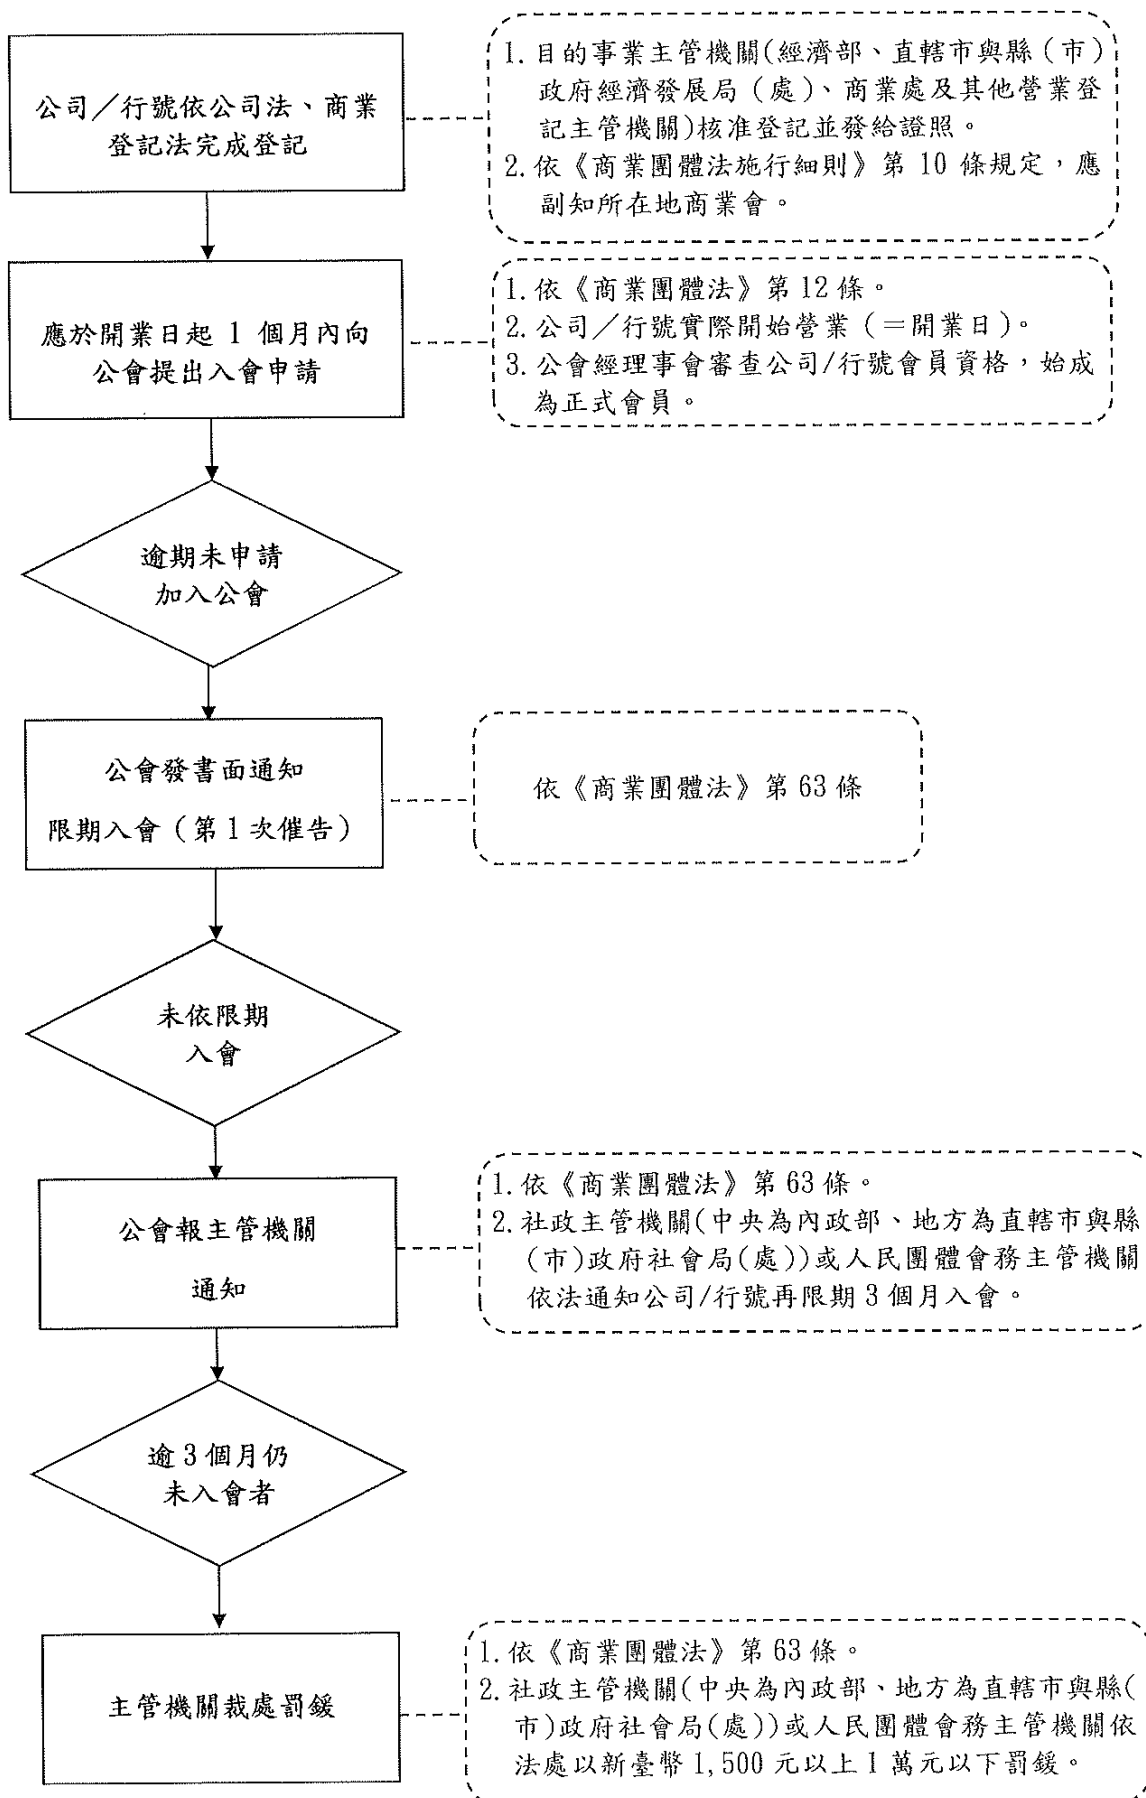 公司／行號依公司法、商業
登記法完成登記
1. 目的事業主管機關(經濟部、直轄市與縣（市）
政府經濟發展局（處）、商業處及其他營業登
記主管機關)核准登記並發給證照。
2. 依《商業團體法施行細則》第 10 條規定，應
副知所在地商業會。
應於開業日起 1 個月內向
公會提出入會申請
1. 依《商業團體法》第 12 條。
2. 公司／行號實際開始營業（＝開業日）。
3. 公會經理事會審查公司/行號會員資格，始成
為正式會員。
逾期未申請
加入公會
公會發書面通知
限期入會（第 1 次催告）
依《商業團體法》第 63 條
未依限期
入會
公會報主管機關
通知
1. 依《商業團體法》第 63 條。
2. 社政主管機關(中央為內政部、地方為直轄市與縣
(市)政府社會局(處))或人民團體會務主管機關
依法通知公司/行號再限期 3 個月入會。
逾 3 個月仍
未入會者
主管機關裁處罰鍰
1. 依《商業團體法》第 63 條。
2. 社政主管機關(中央為內政部、地方為直轄市與縣(
市)政府社會局(處))或人民團體會務主管機關依
法處以新臺幣 1,500 元以上 1 萬元以下罰鍰。